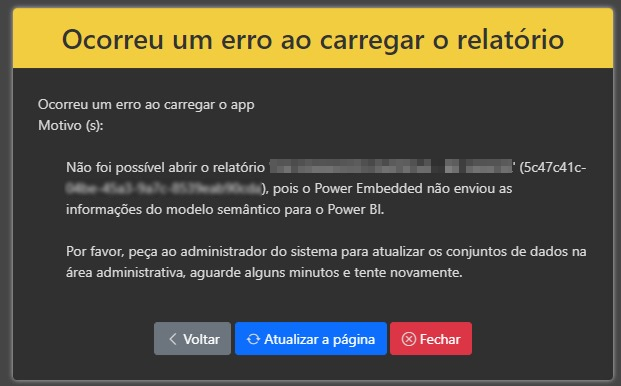 Ocorreu um erro ao carregar o relatório
Ocorreu um erro ao carregar o app
Motivo (s):
Não foi possível abrir o relatório ' ' (5c47c41c-
), pois o Power Embedded não enviou as
informações do modelo semântico para o Power BI.
Por favor, peça ao administrador do sistema para atualizar os conjuntos de dados na
área administrativa, aguarde alguns minutos e tente novamente.
Voltar
Atualizar a página
Fechar